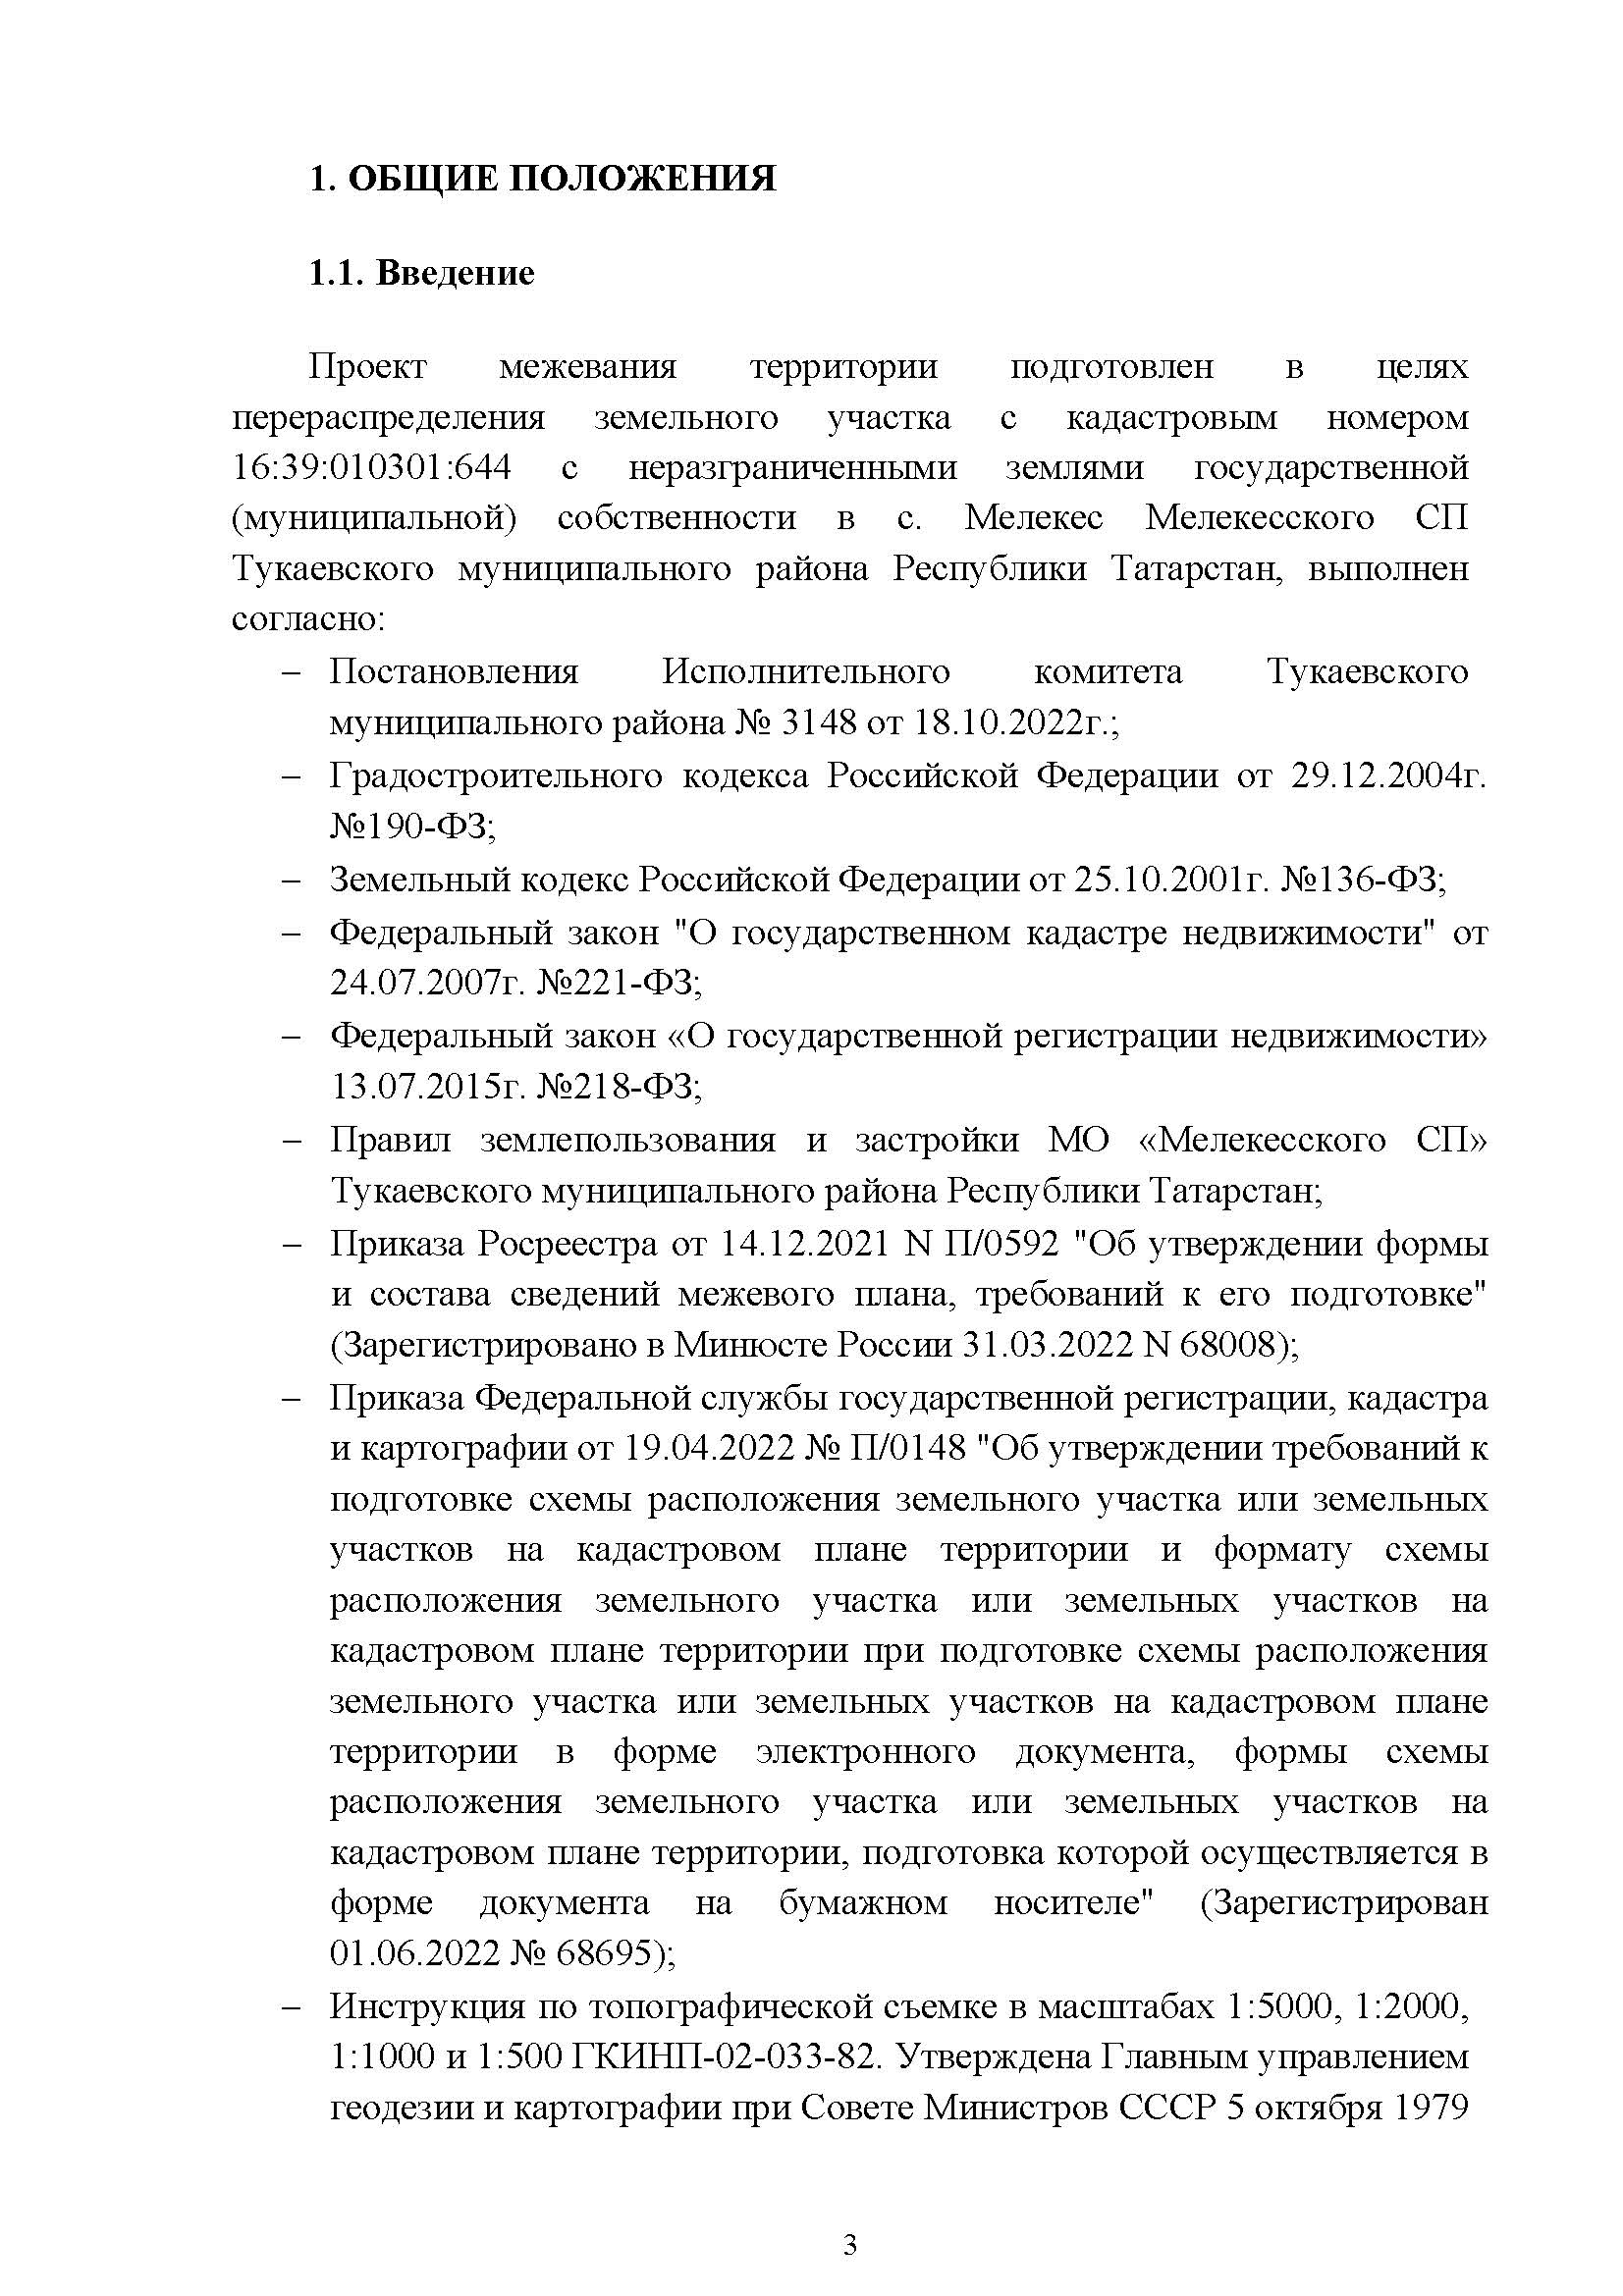 1. ОБЩИЕ ПОЛОЖЕНИЯ
1.1. Введение
Проект межевания территории подготовлен в целях
перераспределения земельного участка с кадастровым номером
16:39:010301:644 с неразграниченными землями государственной
(муниципальной) собственности в с. Мелекес Мелекесского СП
Тукаевского муниципального района Республики Татарстан, выполнен
согласно:
– Постановления Исполнительного комитета Тукаевского
муниципального района № 3148 от 18.10.2022г.;
– Градостроительного кодекса Российской Федерации от 29.12.2004г.
№190-ФЗ;
– Земельный кодекс Российской Федерации от 25.10.2001г. №136-ФЗ;
– Федеральный закон "О государственном кадастре недвижимости" от
24.07.2007г. №221-ФЗ;
– Федеральный закон «О государственной регистрации недвижимости»
13.07.2015г. №218-ФЗ;
– Правил землепользования и застройки МО «Мелекесского СП»
Тукаевского муниципального района Республики Татарстан;
– Приказа Росреестра от 14.12.2021 N П/0592 "Об утверждении формы
и состава сведений межевого плана, требований к его подготовке"
(Зарегистрировано в Минюсте России 31.03.2022 N 68008);
– Приказа Федеральной службы государственной регистрации, кадастра
и картографии от 19.04.2022 № П/0148 "Об утверждении требований к
подготовке схемы расположения земельного участка или земельных
участков на кадастровом плане территории и формату схемы
расположения земельного участка или земельных участков на
кадастровом плане территории при подготовке схемы расположения
земельного участка или земельных участков на кадастровом плане
территории в форме электронного документа, формы схемы
расположения земельного участка или земельных участков на
кадастровом плане территории, подготовка которой осуществляется в
форме документа на бумажном носителе" (Зарегистрирован
01.06.2022 № 68695);
– Инструкция по топографической съемке в масштабах 1:5000, 1:2000,
1:1000 и 1:500 ГКИНП-02-033-82. Утверждена Главным управлением
геодезии и картографии при Совете Министров СССР 5 октября 1979
3